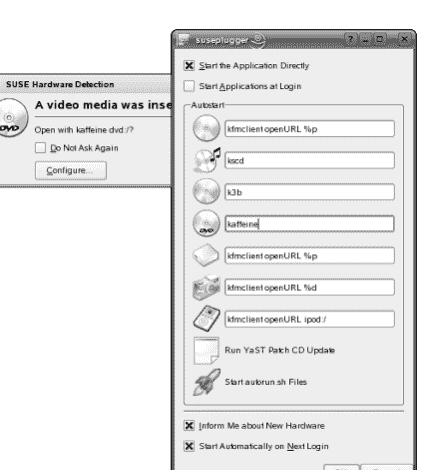 suseplugger
Start the Application Directly
Start Applications at Login
Autostart
kfmclient openURL %p
kscd
k3b
kaffeine
kfmclient openURL %p
kfmclient openURL %d
kfmclient openURL ipod:/
Run YaST Patch CD Update
Start autorun.sh Files
Inform Me about New Hardware
Start Automatically on Next Login
SUSE Hardware Detection
A video media was inse
Open with kaffeine dvd:/?
Do Not Ask Again
Configure...
DVD
DVD